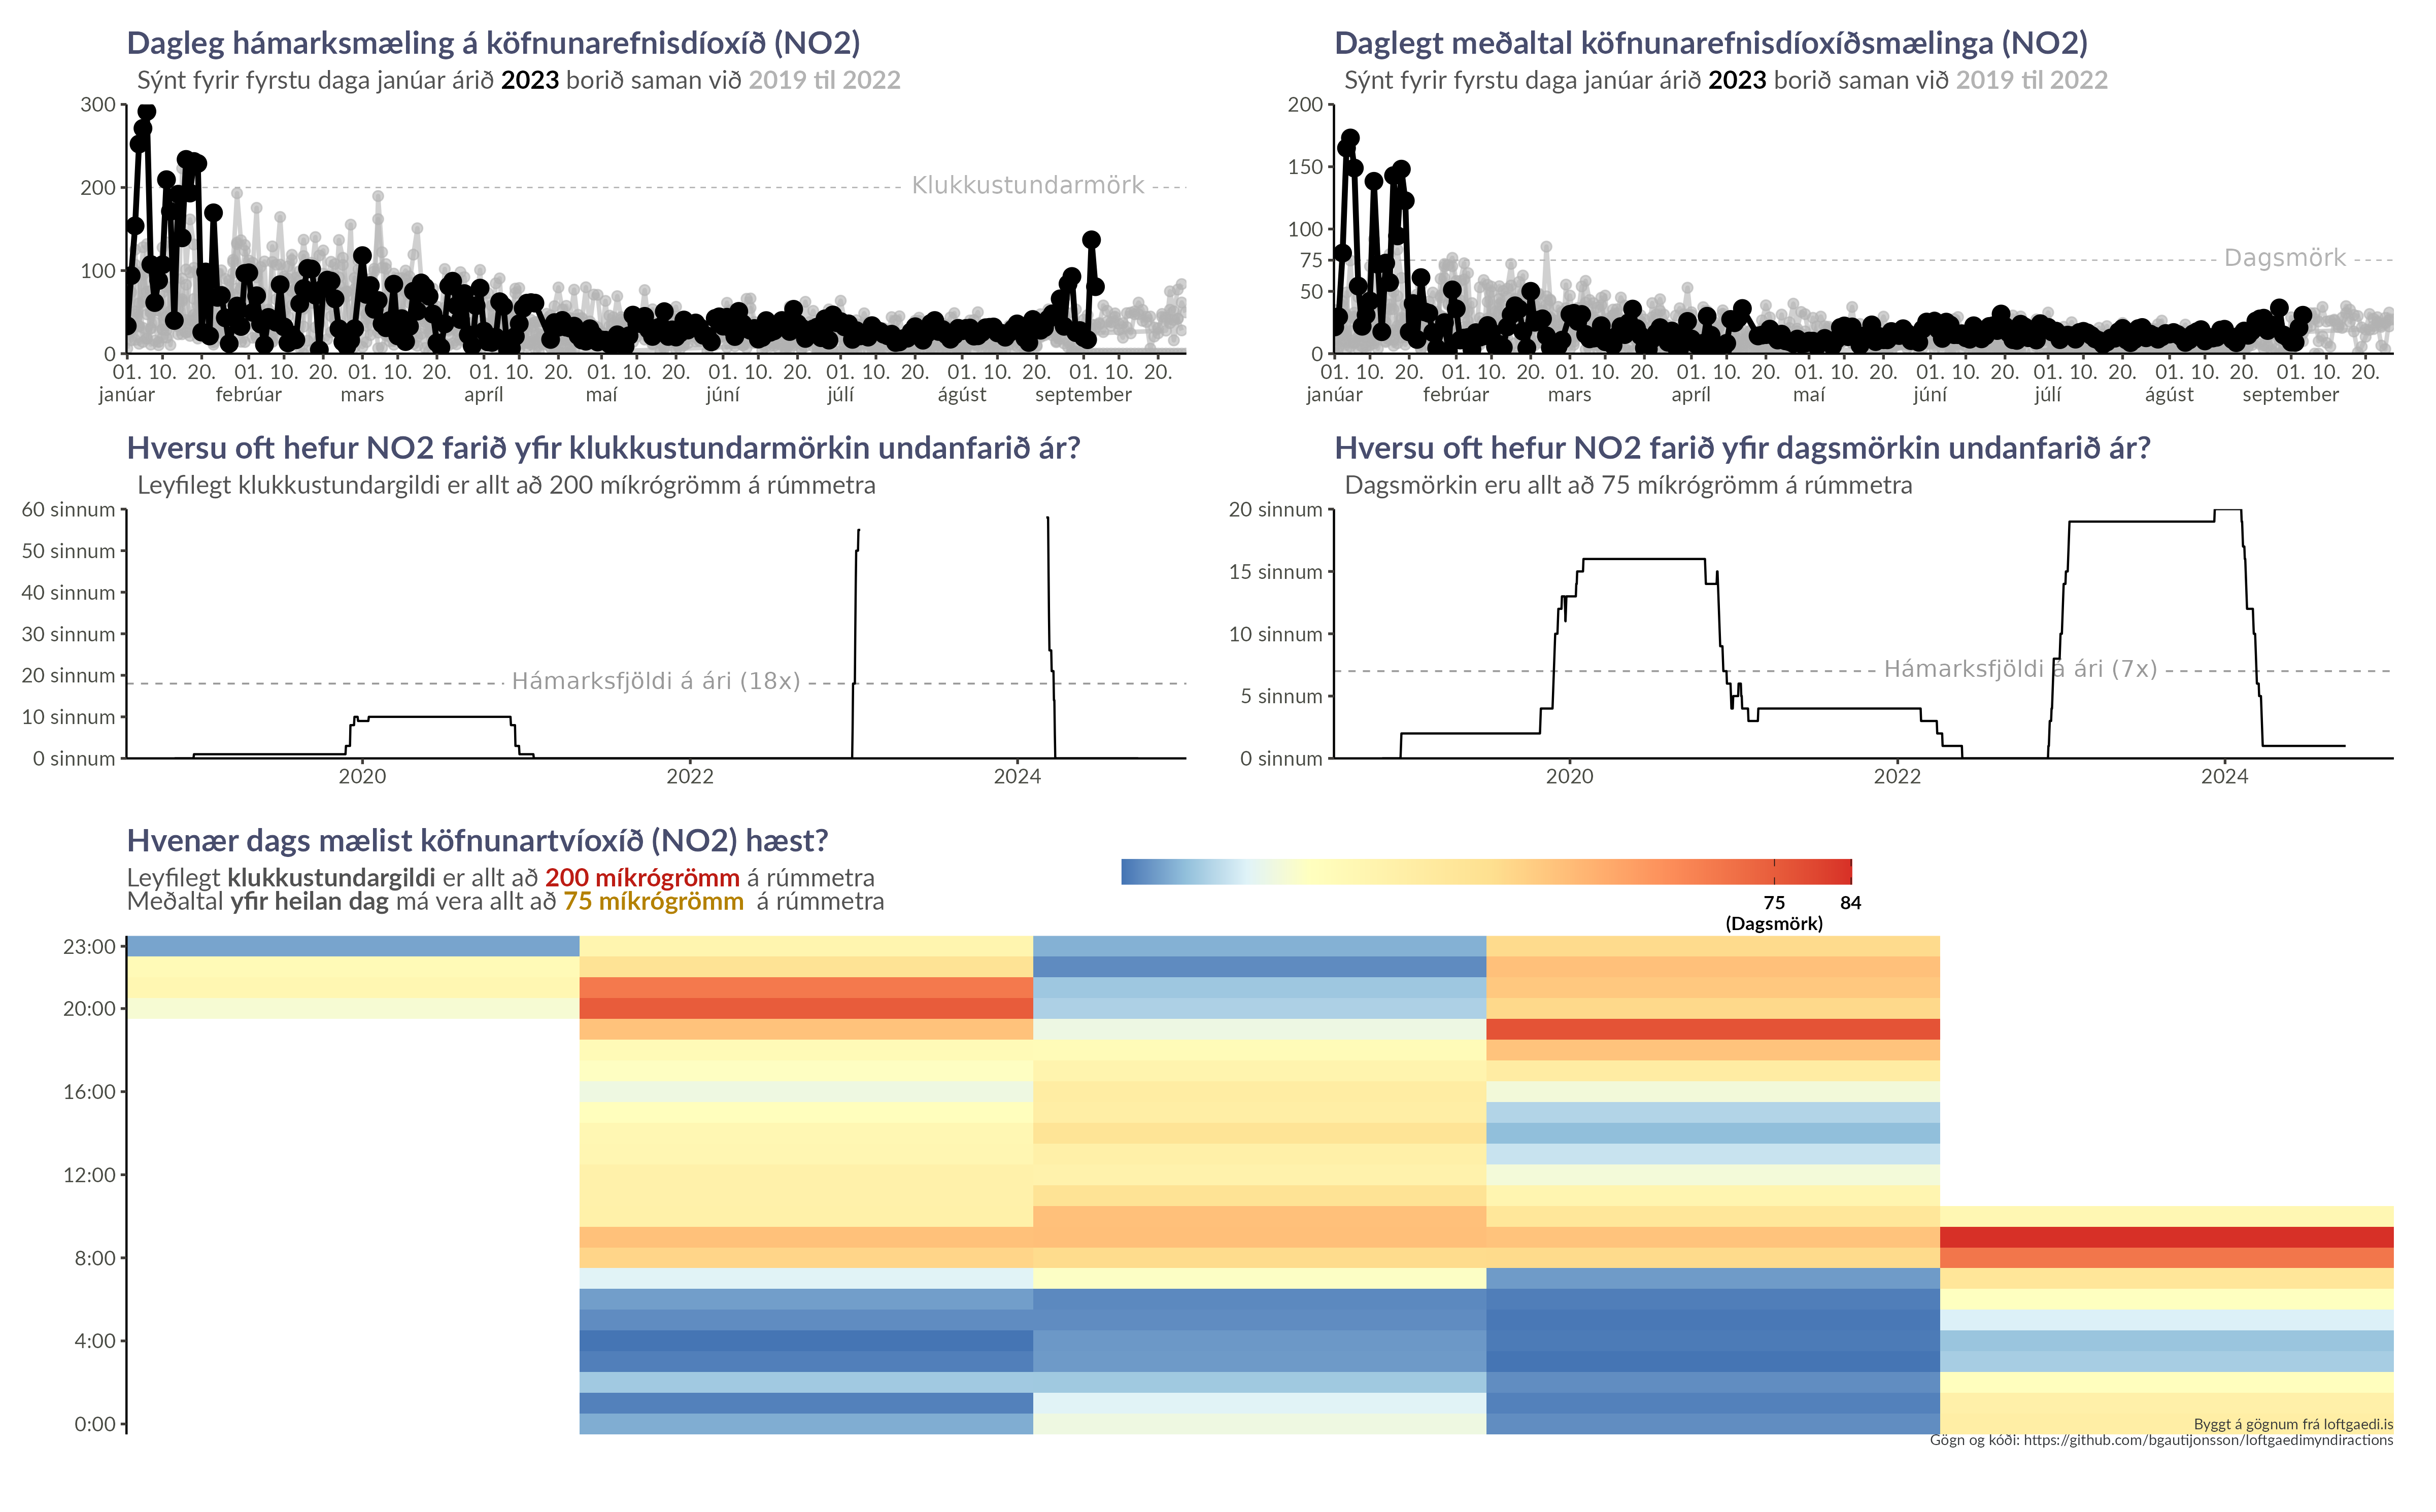 Dagleg hámarksmæling á köfnunarefnisdíoxíð (NO2)
Sýnt fyrir fyrstu daga janúar árið 2023 borið saman við 2019 til 2022
300
200
100
0
Klukkustundarmörk
01. 10. 20. 01. 10. 20. 01. 10. 20. 01. 10. 20. 01. 10. 20. 01. 10. 20. 01. 10. 20. 01. 10. 20. 01. 10. 20.
janúar febrúar mars apríl maí júní júlí ágúst september
Daglegt meðaltal köfnunarefnisdíoxíðsmælinga (NO2)
Sýnt fyrir fyrstu daga janúar árið 2023 borið saman við 2019 til 2022
200
150
100
75
50
0
Dagsmörk
01. 10. 20. 01. 10. 20. 01. 10. 20. 01. 10. 20. 01. 10. 20. 01. 10. 20. 01. 10. 20. 01. 10. 20. 01. 10. 20.
janúar febrúar mars apríl maí júní júlí ágúst september
Hversu oft hefur NO2 farið yfir klukkustundarmörkin undanfarið ár?
Leyfilegt klukkustundargildi er allt að 200 míkrógrömm á rúmmetra
60 sinnum
50 sinnum
40 sinnum
30 sinnum
20 sinnum
10 sinnum
0 sinnum
Hámarksfjöldi á ári (18x)
2020 2022 2024
Hversu oft hefur NO2 farið yfir dagsmörkin undanfarið ár?
Dagsmörkin eru allt að 75 míkrógrömm á rúmmetra
20 sinnum
15 sinnum
10 sinnum
5 sinnum
0 sinnum
Hámarksfjöldi á ári (7x)
2020 2022 2024
Hvenær dags mælist köfnunartvíoxíð (NO2) hæst?
Leyfilegt klukkustundargildi er allt að 200 míkrógrömm á rúmmetra
Meðaltal yfir heilan dag má vera allt að 75 míkrógrömm á rúmmetra
75 84
(Dagsmörk)
23:00
20:00
16:00
12:00
8:00
4:00
0:00
Byggt á gögnum frá loftgaedi.is
Gögn og kóði: https://github.com/bgautijonsson/loftgaedimyndiractions